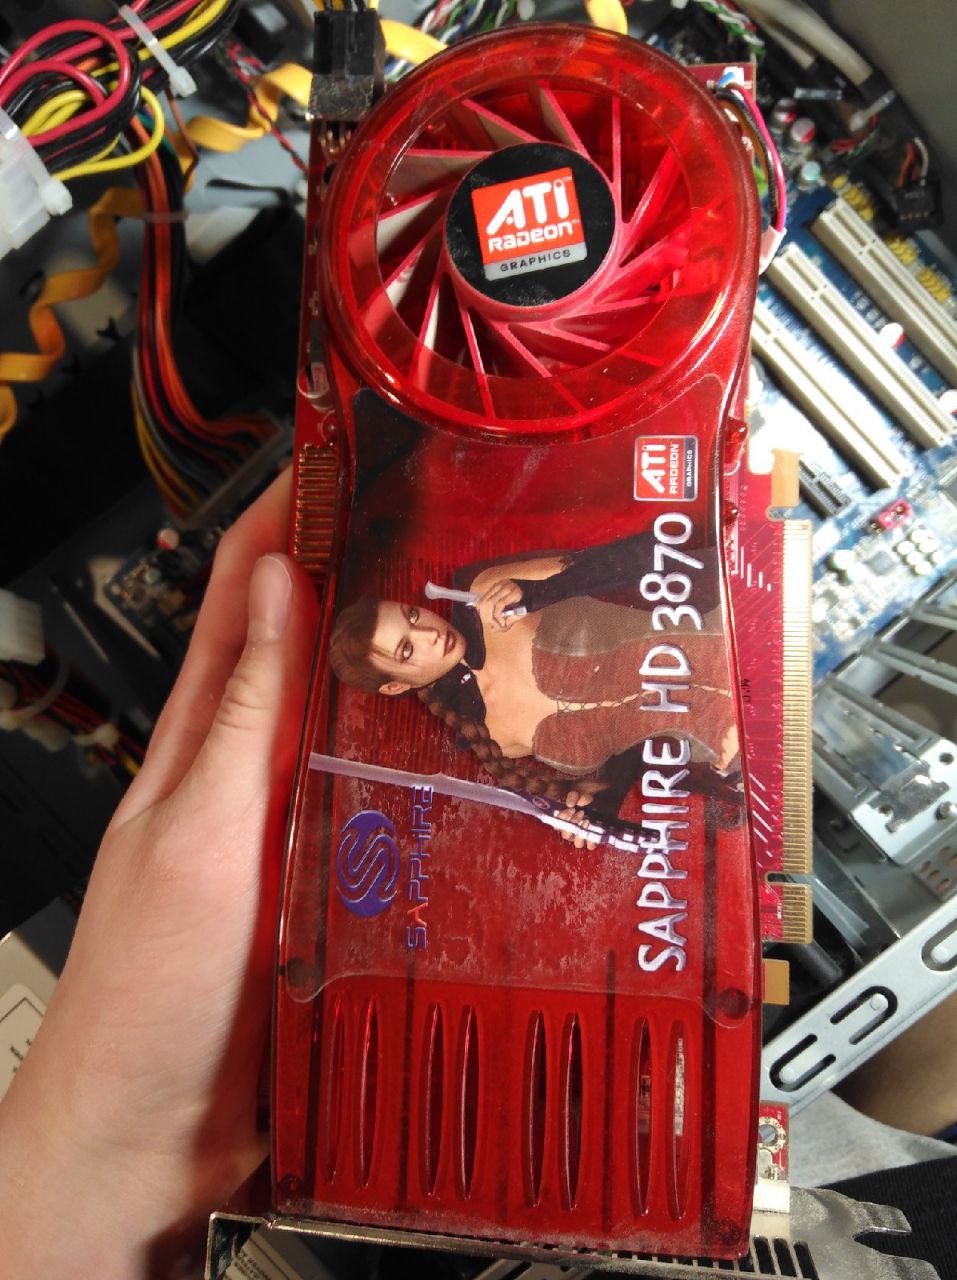 ATI
RADEON
GRAPHICS
ATI
RADEON
GRAPHICS
SAPPHIRE HD 3870
SAPPHIRE